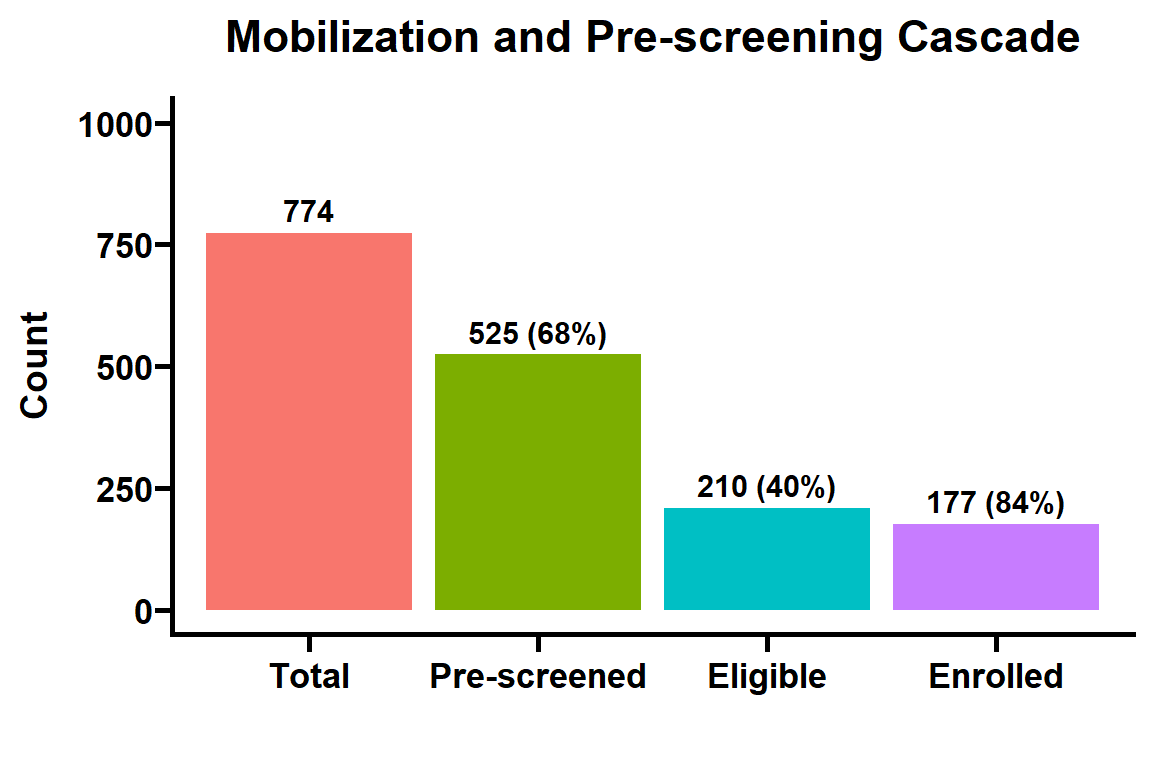 Mobilization and Pre-screening Cascade
Count
1000
750
500
250
0
774
525 (68%)
210 (40%)
177 (84%)
Total
Pre-screened
Eligible
Enrolled